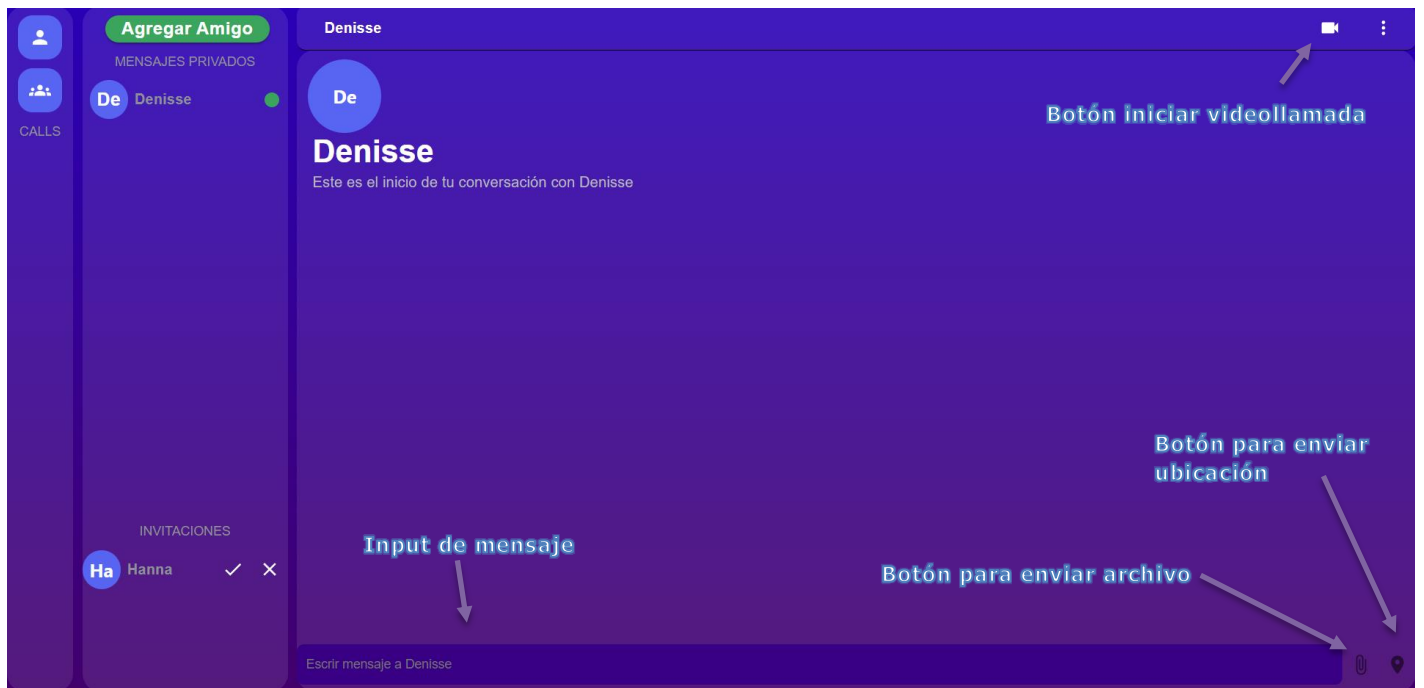 Agregar Amigo
Denisse
MENSAJES PRIVADOS
De Denisse
De
Botón iniciar videollamada
CALLS
Denisse
Este es el inicio de tu conversación con Denisse
Botón para enviar
ubicación
INVITACIONES
Input de mensaje
Ha Hanna
Botón para enviar archivo
Escrir mensaje a Denisse